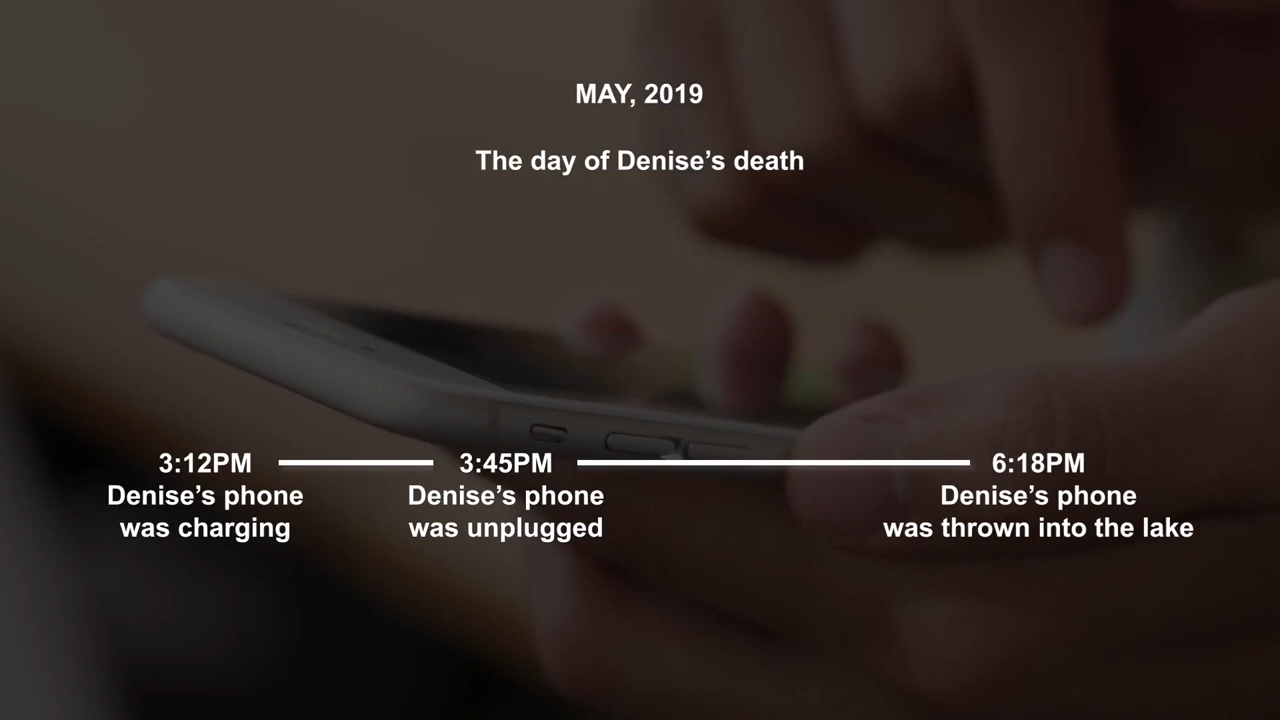 MAY, 2019
The day of Denise’s death
3:12PM
Denise’s phone
was charging
3:45PM
Denise’s phone
was unplugged
6:18PM
Denise’s phone
was thrown into the lake